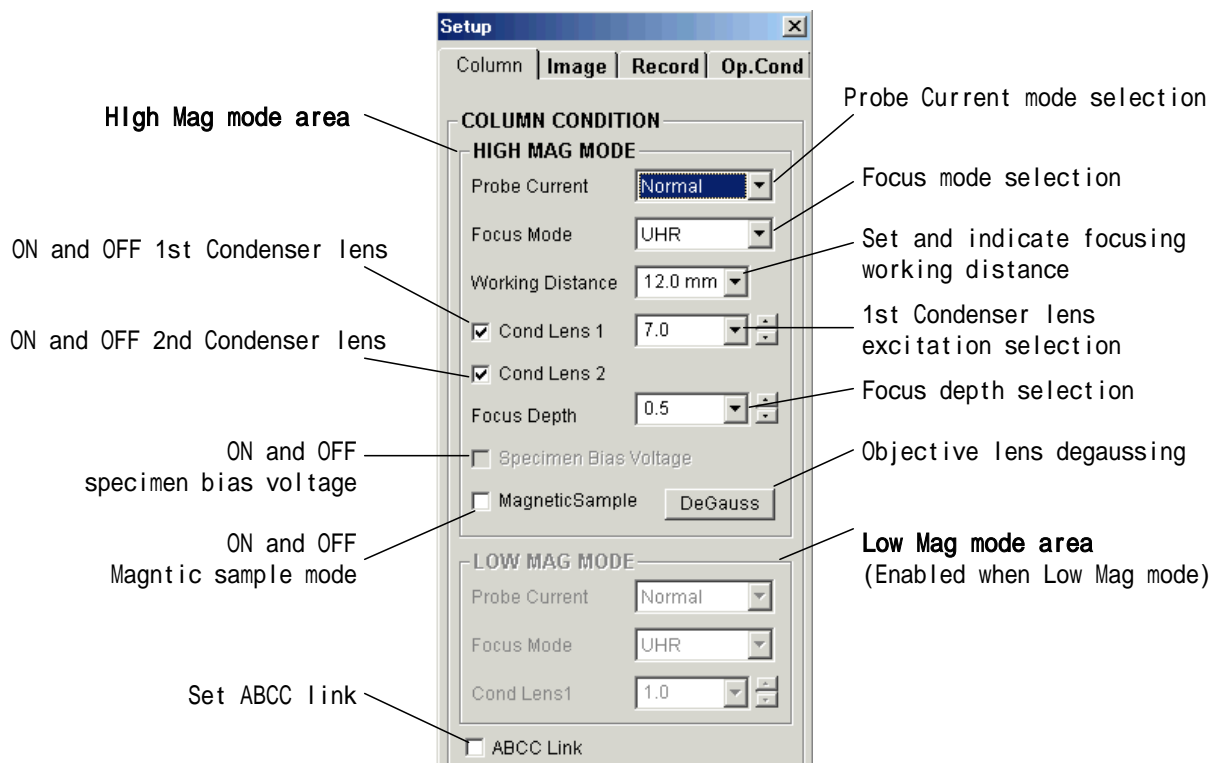 Setup
Column Image Record Op.Cond
Probe Current mode selection
HIgh Mag mode area
COLUMN CONDITION
HIGH MAG MODE
Probe Current Normal
Focus mode selection
Focus Mode UHR
ON and OFF 1st Condenser lens
Set and indicate focusing
working distance
Working Distance 12.0 mm
ON and OFF 2nd Condenser lens
Cond Lens 1 7.0
1st Condenser lens
excitation selection
Cond Lens 2
Focus depth selection
Focus Depth 0.5
ON and OFF
specimen bias voltage
Specimen Bias Voltage
Objective lens degaussing
MagneticSample DeGauss
ON and OFF
Magntic sample mode
Low Mag mode area
(Enabled when Low Mag mode)
LOW MAG MODE
Probe Current Normal
Focus Mode UHR
Set ABCC link
Cond Lens1 1.0
ABCC Link